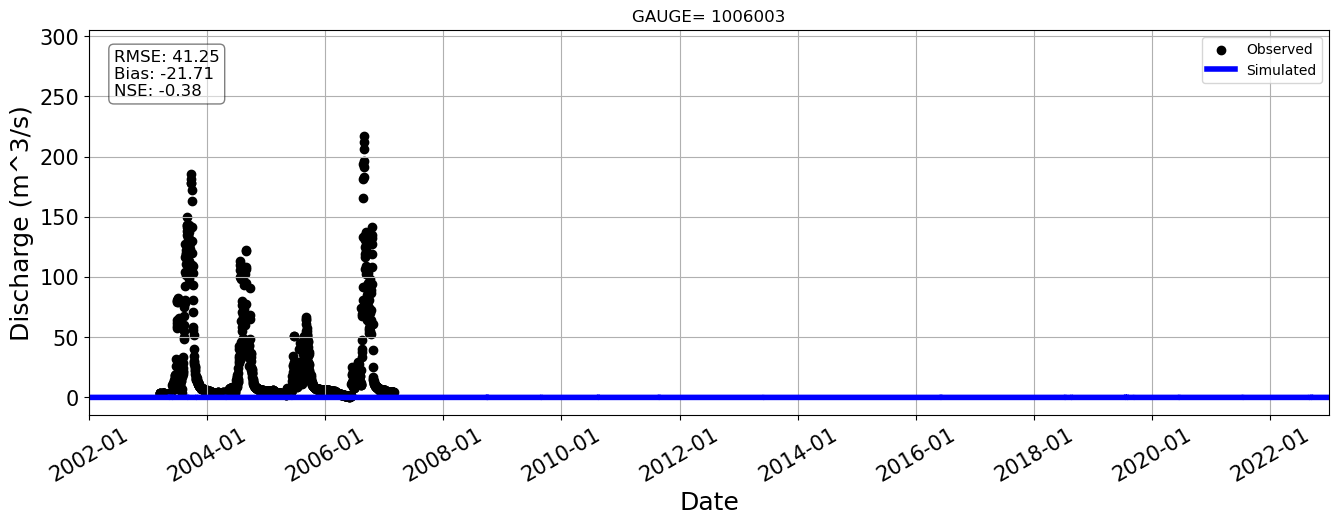 GAUGE= 1006003
300
250
200
150
100
50
0
Discharge (m^3/s)
RMSE: 41.25
Bias: -21.71
NSE: -0.38
Observed
Simulated
2002-01
2004-01
2006-01
2008-01
2010-01
2012-01
2014-01
2016-01
2018-01
2020-01
2022-01
Date